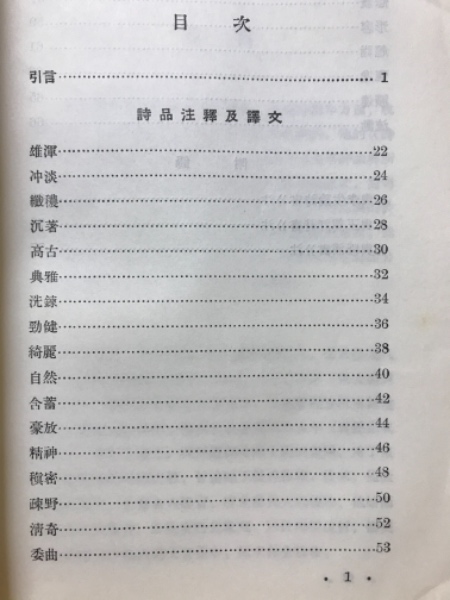 目次
引言 1
詩品注釋及譯文
雄渾 22
冲淡 24
纖穠 26
沉著 28
高古 30
典雅 32
洗鍊 34
勁健 36
綺麗 38
自然 40
含蓄 42
豪放 44
精神 46
縝密 48
疎野 50
淸奇 52
委曲 53
· 1 ·